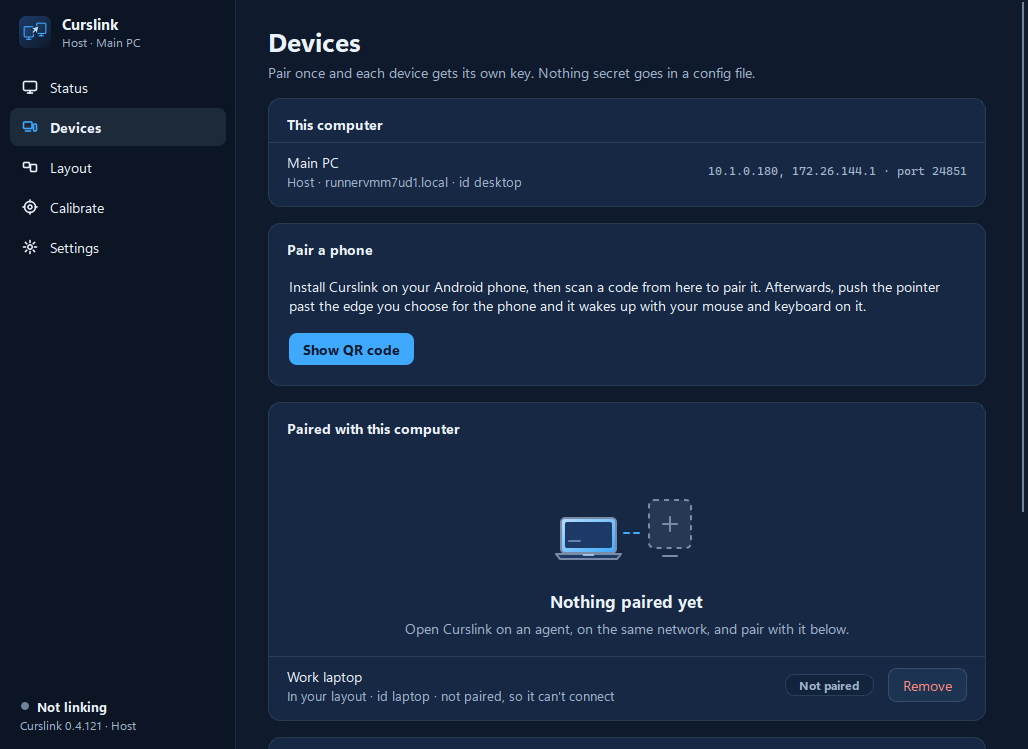 Curslink
Host · Main PC
Status
Devices
Layout
Calibrate
Settings
Not linking
Curslink 0.4.121 · Host
Devices
Pair once and each device gets its own key. Nothing secret goes in a config file.
This computer
Main PC
Host · runnervmm7ud1.local · id desktop
10.1.0.180, 172.26.144.1 · port 24851
Pair a phone
Install Curslink on your Android phone, then scan a code from here to pair it. Afterwards, push the pointer
past the edge you choose for the phone and it wakes up with your mouse and keyboard on it.
Show QR code
Paired with this computer
Nothing paired yet
Open Curslink on an agent, on the same network, and pair with it below.
Work laptop
In your layout · id laptop · not paired, so it can't connect
Not paired
Remove